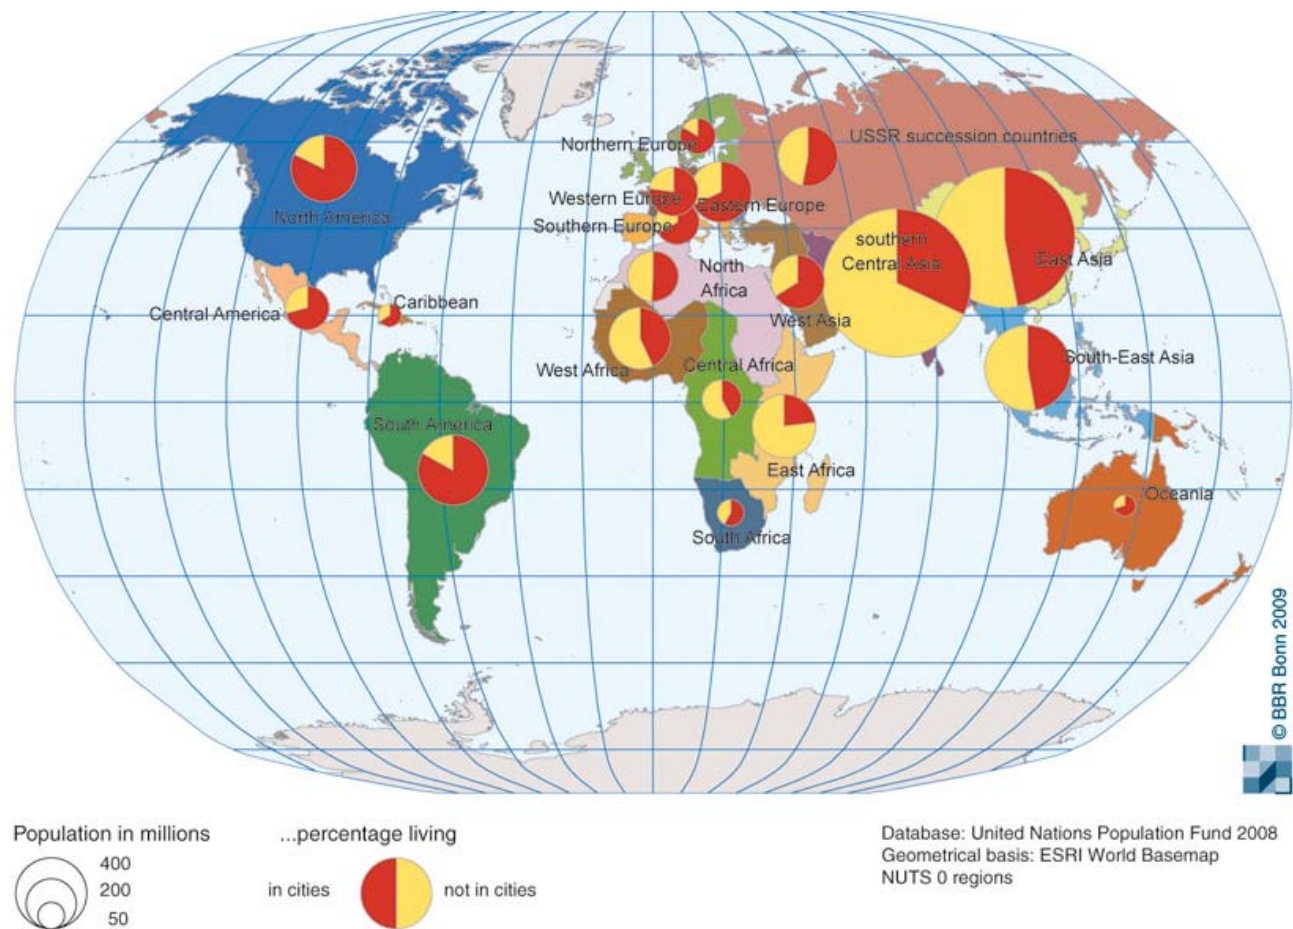 USSR succession countries
Northern Europe
Western Europe
Eastern Europe
North America
Southern Europe
southern
Central Asia
East Asia
North
Africa
Caribbean
Central America
West Asia
South-East Asia
West Africa
Central Africa
South America
East Africa
Oceania
South Africa
© BBR Bonn 2009
Population in millions
400
200
50
...percentage living
in cities
not in cities
Database: United Nations Population Fund 2008
Geometrical basis: ESRI World Basemap
NUTS 0 regions